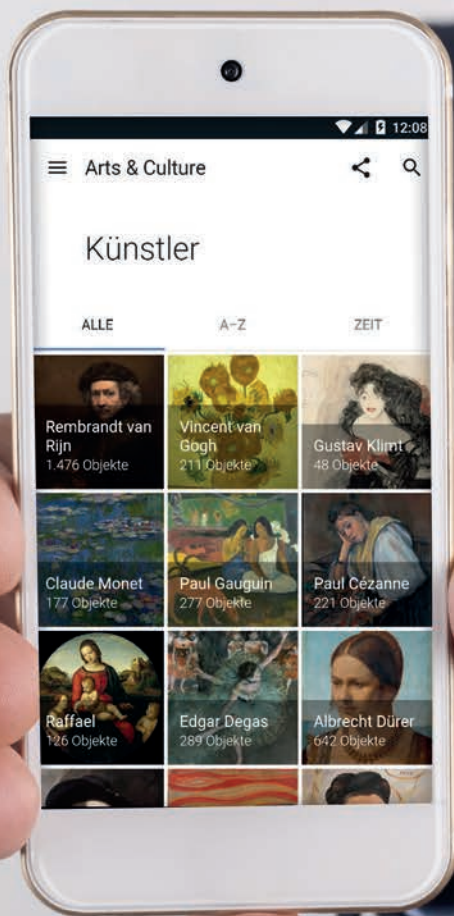 12:08
Arts & Culture
Künstler
ALLE A–Z ZEIT
Rembrandt van
Rijn
1.476 Objekte
Vincent van
Gogh
211 Objekte
Gustav Klimt
48 Objekte
Claude Monet
177 Objekte
Paul Gauguin
277 Objekte
Paul Cézanne
221 Objekte
Raffael
126 Objekte
Edgar Degas
289 Objekte
Albrecht Dürer
642 Objekte